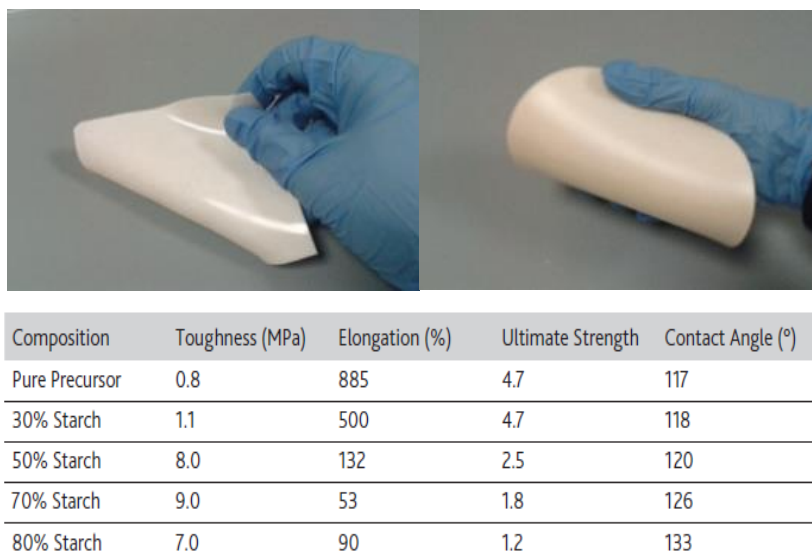 Composition Toughness (MPa) Elongation (%) Ultimate Strength Contact Angle (°)
Pure Precursor 0.8 885 4.7 117
30% Starch 1.1 500 4.7 118
50% Starch 8.0 132 2.5 120
70% Starch 9.0 53 1.8 126
80% Starch 7.0 90 1.2 133